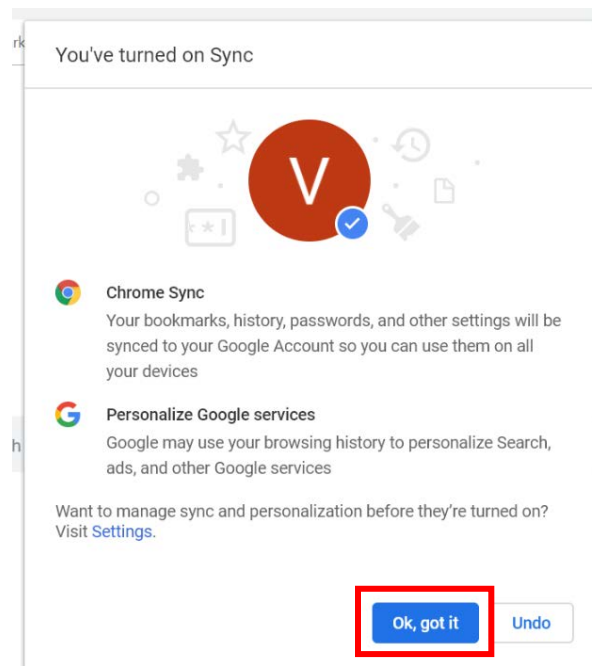 rk
You've turned on Sync
V
Chrome Sync
Your bookmarks, history, passwords, and other settings will be
synced to your Google Account so you can use them on all
your devices
Personalize Google services
Google may use your browsing history to personalize Search,
ads, and other Google services
h
Want to manage sync and personalization before they’re turned on?
Visit Settings.
Ok, got it
Undo